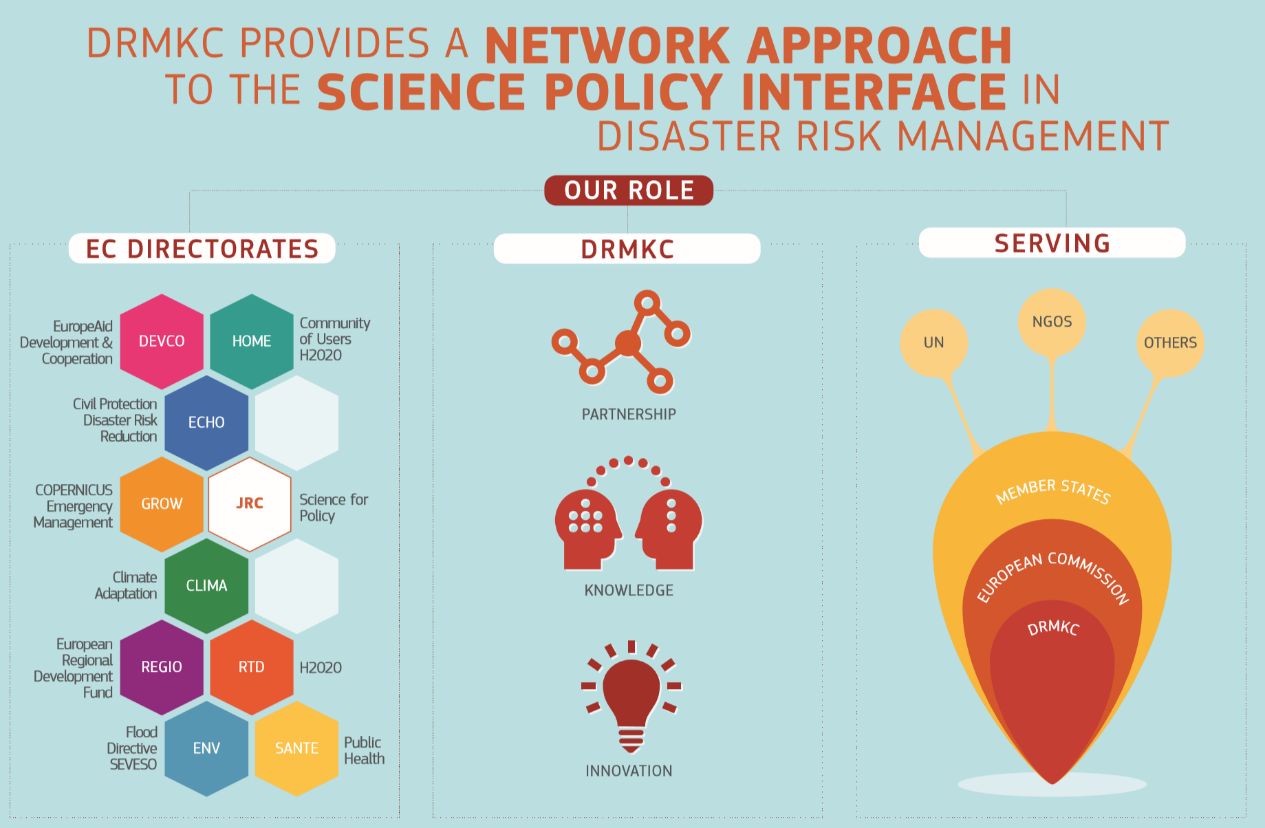 DRMKC PROVIDES A NETWORK APPROACH
TO THE SCIENCE POLICY INTERFACE IN
DISASTER RISK MANAGEMENT
OUR ROLE
EC DIRECTORATES
EuropeAid
Development &
Cooperation
DEVCO
HOME
Community
of Users
H2020
Civil Protection
Disaster Risk
Reduction
ECHO
COPERNICUS
Emergency
Management
GROW
JRC
Science for
Policy
Climate
Adaptation
CLIMA
European
Regional
Development
Fund
REGIO
RTD
H2020
Flood
Directive
SEVESO
ENV
SANTE
Public
Health
DRMKC
PARTNERSHIP
KNOWLEDGE
INNOVATION
SERVING
UN
NGOS
OTHERS
MEMBER STATES
EUROPEAN COMMISSION
DRMKC